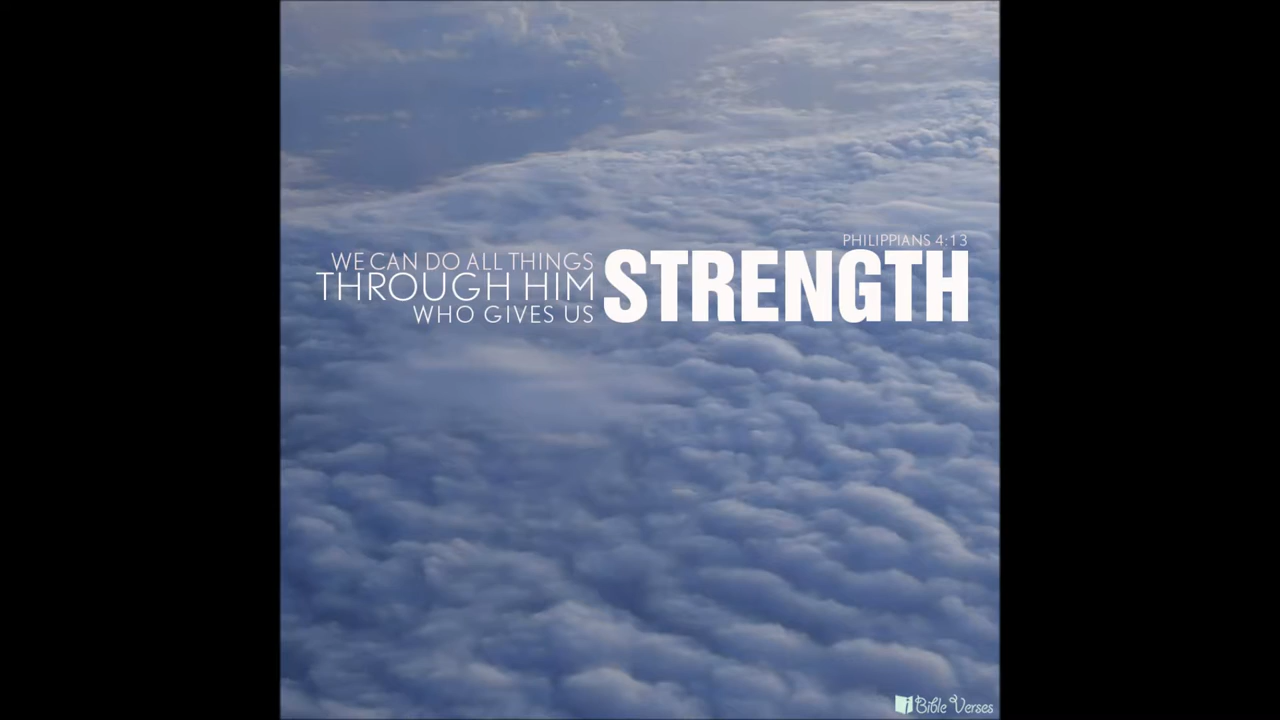 PHILIPPIANS 4:13
WE CAN DO ALL THINGS
THROUGH HIM
WHO GIVES US
STRENGTH
iBible Verses